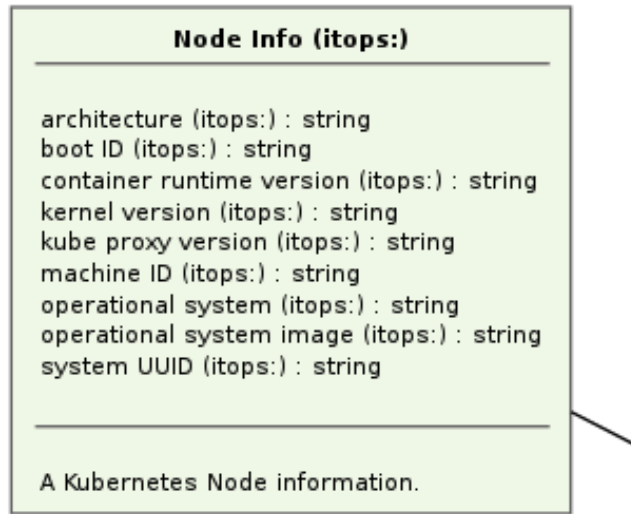 Node Info (itops:)
architecture (itops:) : string
boot ID (itops:) : string
container runtime version (itops:) : string
kernel version (itops:) : string
kube proxy version (itops:) : string
machine ID (itops:) : string
operational system (itops:) : string
operational system image (itops:) : string
system UUID (itops:) : string
A Kubernetes Node information.